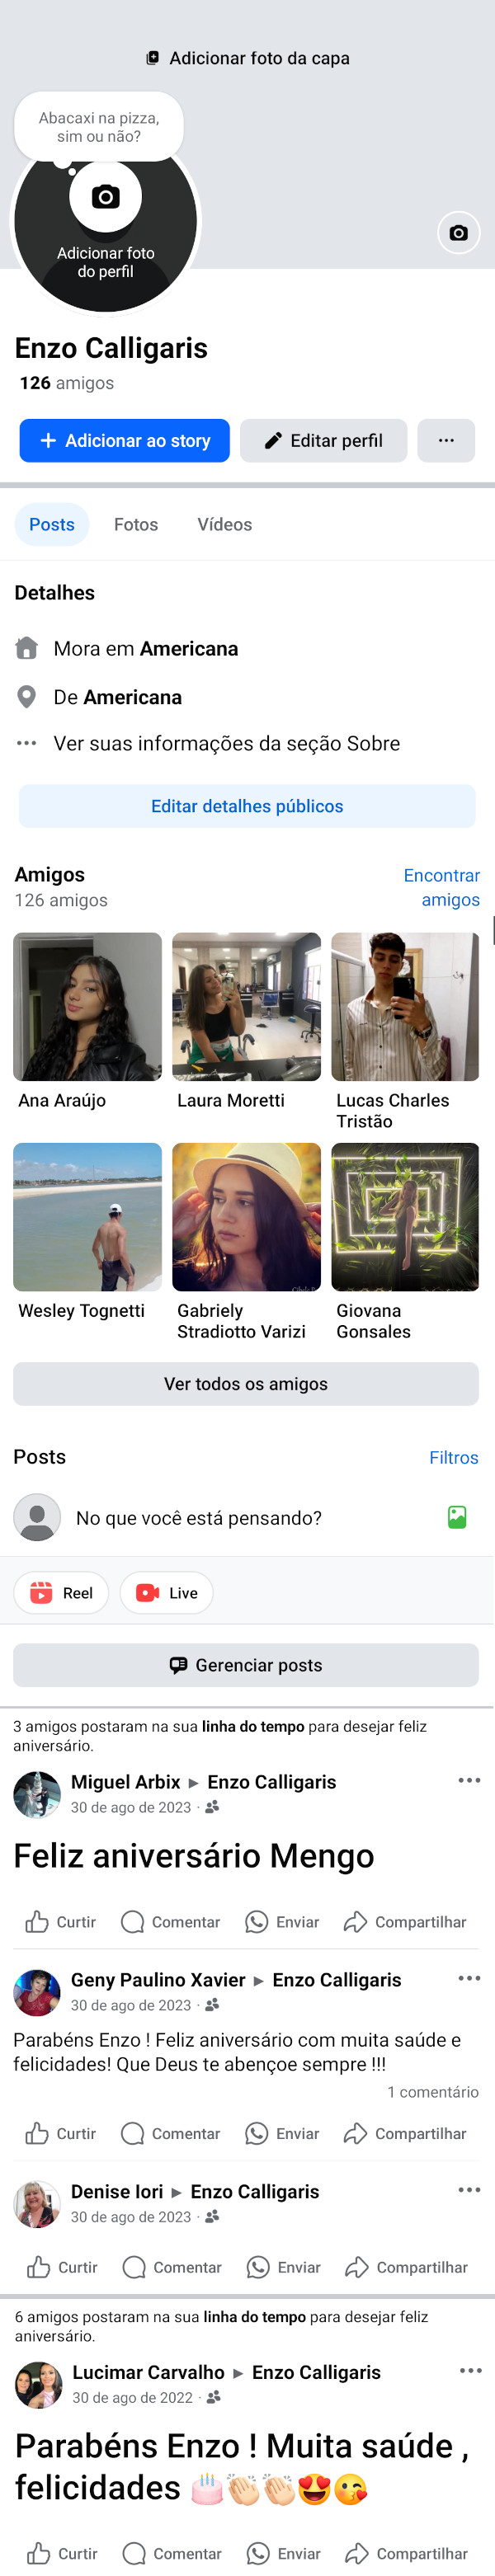 Adicionar foto da capa
Abacaxi na pizza,
sim ou não?
Adicionar foto
do perfil
Enzo Calligaris
126 amigos
+ Adicionar ao story
Editar perfil
...
Posts
Fotos
Vídeos
Detalhes
Mora em Americana
De Americana
... Ver suas informações da seção Sobre
Editar detalhes públicos
Amigos
Encontrar
amigos
126 amigos
Ana Araújo
Laura Moretti
Lucas Charles
Tristão
Wesley Tognetti
Gabriely
Stradiotto Varizi
Giovana
Gonsales
Ver todos os amigos
Posts
Filtros
No que você está pensando?
Reel
Live
Gerenciar posts
3 amigos postaram na sua linha do tempo para desejar feliz
aniversário.
Miguel Arbix ▸ Enzo Calligaris
30 de ago de 2023 ·
Feliz aniversário Mengo
Curtir Comentar Enviar Compartilhar
Geny Paulino Xavier ▸ Enzo Calligaris
30 de ago de 2023 ·
Parabéns Enzo ! Feliz aniversário com muita saúde e
felicidades! Que Deus te abençoe sempre !!!
1 comentário
Curtir Comentar Enviar Compartilhar
Denise Iori ▸ Enzo Calligaris
30 de ago de 2023 ·
Curtir Comentar Enviar Compartilhar
6 amigos postaram na sua linha do tempo para desejar feliz
aniversário.
Lucimar Carvalho ▸ Enzo Calligaris
30 de ago de 2022 ·
Parabéns Enzo ! Muita saúde ,
felicidades 🎂👏🏻👏🏻😍😘
Curtir Comentar Enviar Compartilhar